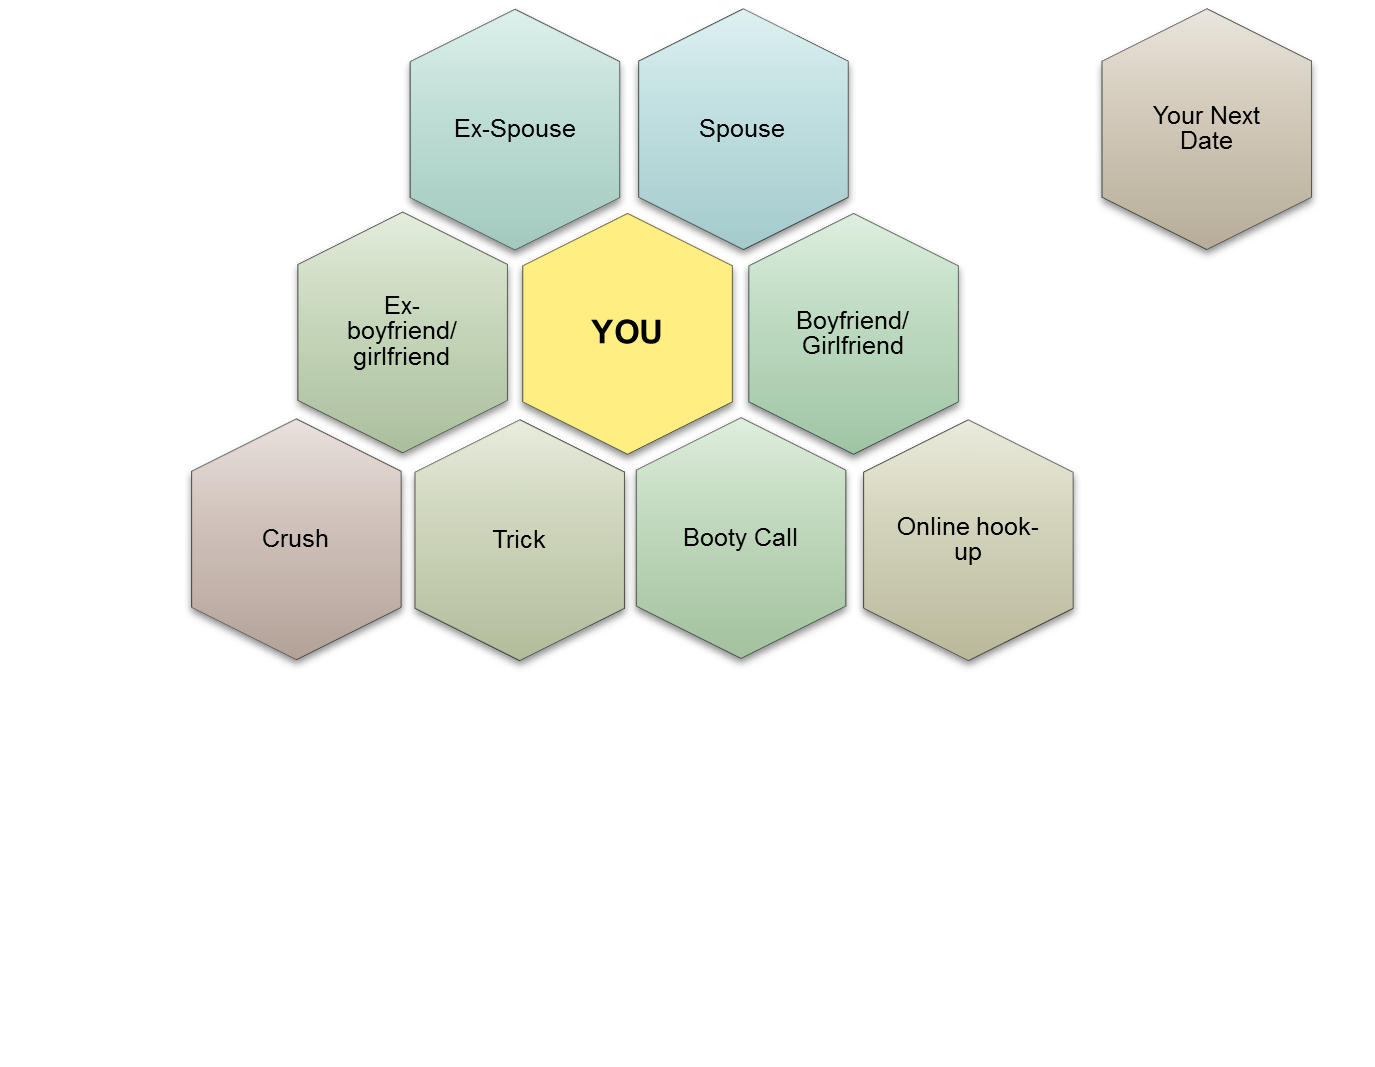 Ex-Spouse
Spouse
Your Next
Date
Ex-
boyfriend/
girlfriend
YOU
Boyfriend/
Girlfriend
Crush
Trick
Booty Call
Online hook-
up